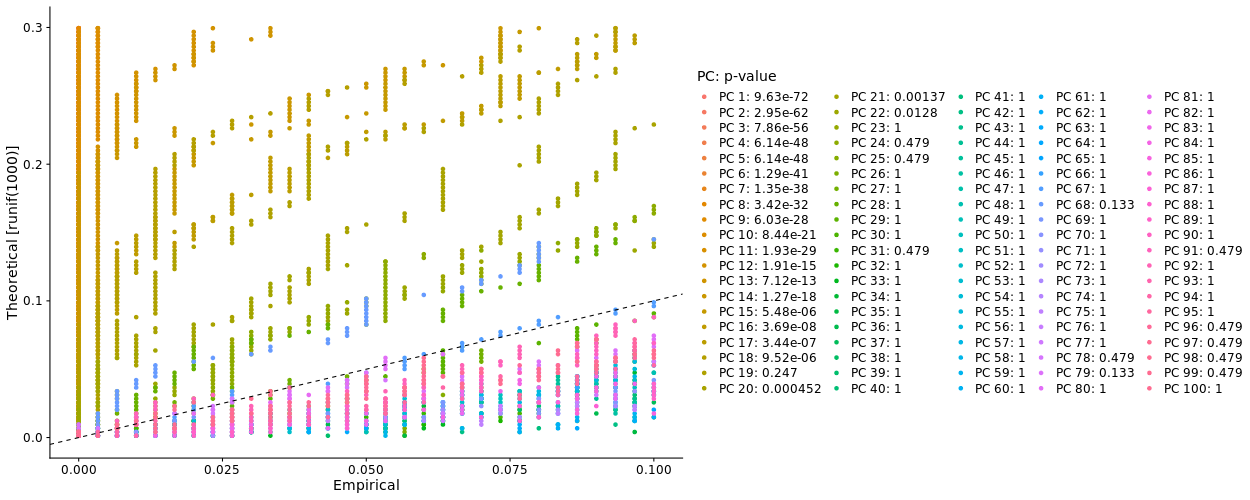 PC: p-value
PC 1: 9.63e-72
PC 2: 2.95e-62
PC 3: 7.86e-56
PC 4: 6.14e-48
PC 5: 6.14e-48
PC 6: 1.29e-41
PC 7: 1.35e-38
PC 8: 3.42e-32
PC 9: 6.03e-28
PC 10: 8.44e-21
PC 11: 1.93e-29
PC 12: 1.91e-15
PC 13: 7.12e-13
PC 14: 1.27e-18
PC 15: 5.48e-06
PC 16: 3.69e-08
PC 17: 3.44e-07
PC 18: 9.52e-06
PC 19: 0.247
PC 20: 0.000452
PC 21: 0.00137
PC 22: 0.0128
PC 23: 1
PC 24: 0.479
PC 25: 0.479
PC 26: 1
PC 27: 1
PC 28: 1
PC 29: 1
PC 30: 1
PC 31: 0.479
PC 32: 1
PC 33: 1
PC 34: 1
PC 35: 1
PC 36: 1
PC 37: 1
PC 38: 1
PC 39: 1
PC 40: 1
PC 41: 1
PC 42: 1
PC 43: 1
PC 44: 1
PC 45: 1
PC 46: 1
PC 47: 1
PC 48: 1
PC 49: 1
PC 50: 1
PC 51: 1
PC 52: 1
PC 53: 1
PC 54: 1
PC 55: 1
PC 56: 1
PC 57: 1
PC 58: 1
PC 59: 1
PC 60: 1
PC 61: 1
PC 62: 1
PC 63: 1
PC 64: 1
PC 65: 1
PC 66: 1
PC 67: 1
PC 68: 0.133
PC 69: 1
PC 70: 1
PC 71: 1
PC 72: 1
PC 73: 1
PC 74: 1
PC 75: 1
PC 76: 1
PC 77: 1
PC 78: 0.479
PC 79: 0.133
PC 80: 1
PC 81: 1
PC 82: 1
PC 83: 1
PC 84: 1
PC 85: 1
PC 86: 1
PC 87: 1
PC 88: 1
PC 89: 1
PC 90: 1
PC 91: 0.479
PC 92: 1
PC 93: 1
PC 94: 1
PC 95: 1
PC 96: 0.479
PC 97: 0.479
PC 98: 0.479
PC 99: 0.479
PC 100: 1
Theoretical [runif(1000)]
0.3
0.2
0.1
0.0
0.000
0.025
0.050
0.075
0.100
Empirical